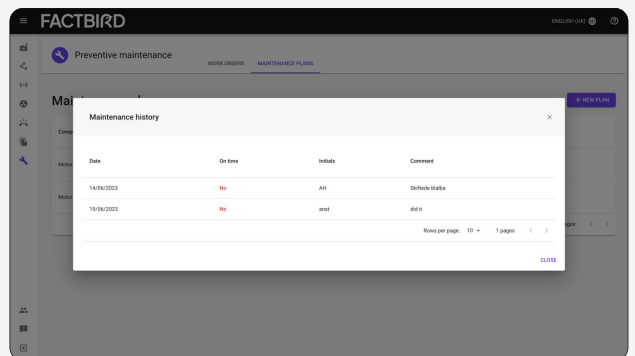 FACTBIRD
ENGLISH (UK)
Preventive maintenance
WORK ORDERS
MAINTENANCE PLANS
+ NEW PLAN
Maintenance history
Date On time Initials Comment
14/06/2023 No AH Skiftede blalba
19/06/2023 No anst did it
Rows per page: 10 1 pages
CLOSE